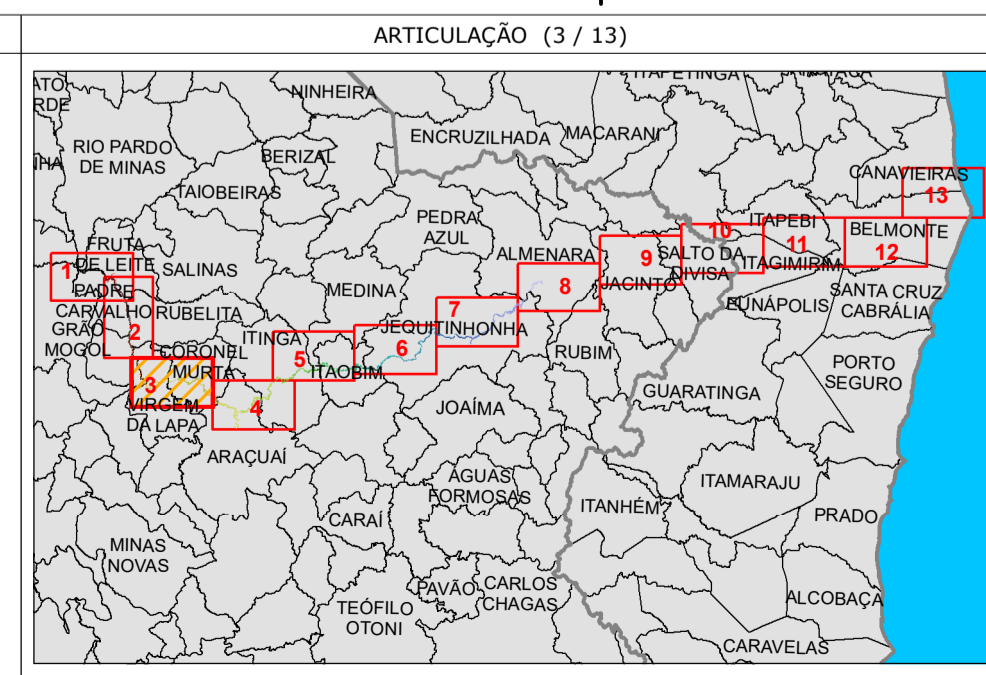 ARTICULAÇÃO (3 / 13)
ITAPETINGA
ATO
RDE
NINHEIRA
ENCRUZILHADA
MACARANI
RIO PARDO
DE MINAS
NHA
BERIZAL
TAIOBEIRAS
CANAVIEIRAS
13
PEDRA
AZUL
ITAPEBI
10
11
BELMONTE
12
FRUTA
DE LEITE
1
SALINAS
ALMENARA
8
9
SALTO DA
DIVISA
ITAGIMIRIM
JACINTO
PADRE
CARVALHO
2
RUBELITA
MEDINA
7
EUNÁPOLIS
SANTA CRUZ
CABRÁLIA
GRÃO
MOGOL
ITINGA
5
JEQUITINHONHA
6
CORONEL
MURTA
3
ITAOBIM
RUBIM
PORTO
SEGURO
VIRGEM
DA LAPA
4
JOAÍMA
GUARATINGA
ARAÇUAÍ
ÁGUAS
FORMOSAS
ITAMARAJU
ITANHÉM
CARAÍ
PRADO
MINAS
NOVAS
PAVÃO
CARLOS
CHAGAS
TEÓFILO
OTONI
ALCOBAÇA
CARAVELAS